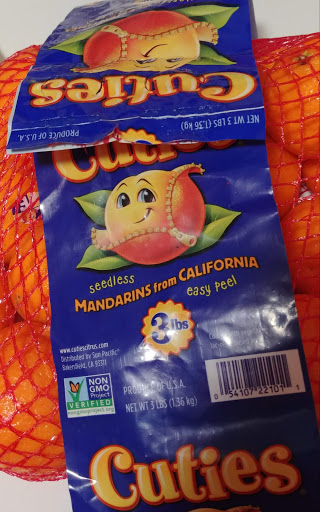 Cuties
NET WT 3 LBS (1.36 kg)
PRODUCE OF U.S.A.
Cuties
seedless
MANDARINS from CALIFORNIA
easy peel
3 lbs
www.cutiescitrus.com
Distributed by Sun Pacific®
Bakersfield, CA 93311
NON
GMO
Project
VERIFIED
nongmoproject.org
PRODUCE OF U.S.A.
NET WT 3 LBS (1.36 kg)
0 54107 22101 1
Cuties